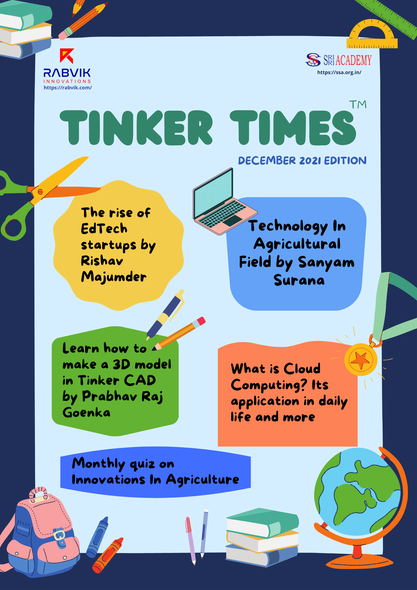 RABVIK
INNOVATIONS
https://rabvik.com/
SRI ACADEMY
https://ssa.org.in/
TINKER TIMES TM
DECEMBER 2021 EDITION
The rise of
EdTech
startups by
Rishav
Majumder
Technology In
Agricultural
Field by Sanyam
Surana
Learn how to
make a 3D model
in Tinker CAD
by Prabhav Raj
Goenka
What is Cloud
Computing? Its
application in daily
life and more
Monthly quiz on
Innovations In Agriculture